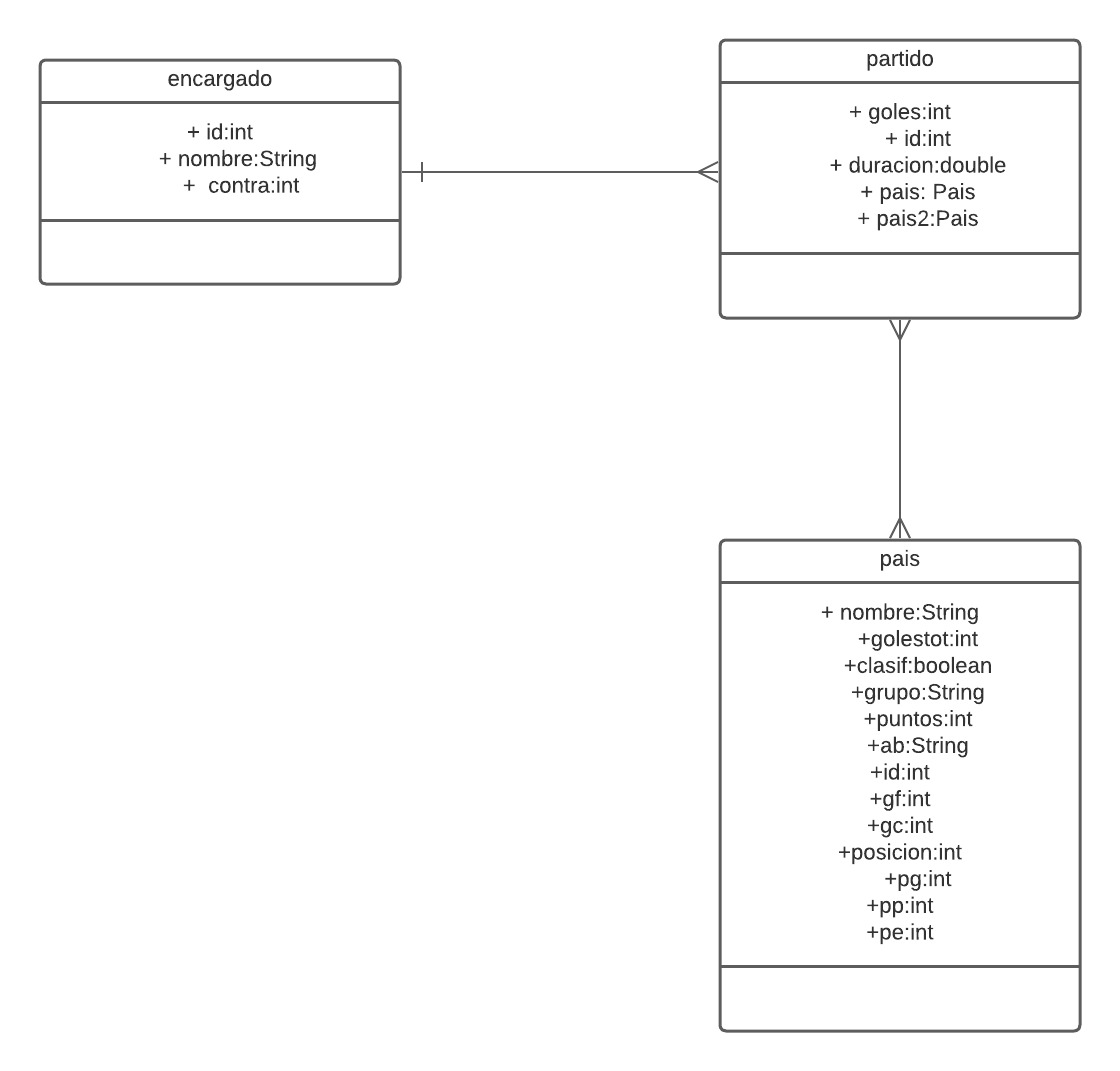 encargado
+ id:int
+ nombre:String
+ contra:int
partido
+ goles:int
+ id:int
+ duracion:double
+ pais: Pais
+ pais2:Pais
pais
+ nombre:String
+golestot:int
+clasif:boolean
+grupo:String
+puntos:int
+ab:String
+id:int
+gf:int
+gc:int
+posicion:int
+pg:int
+pp:int
+pe:int